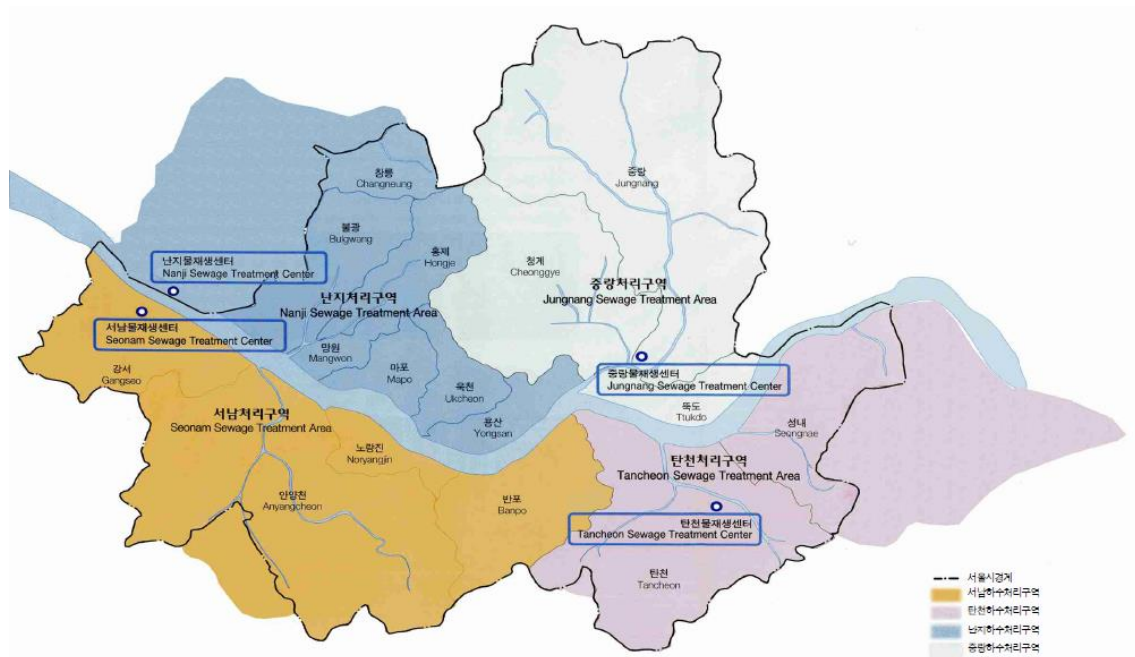 창릉
Changneung
중랑
Jungnang
불광
Bulgwang
홍제
Hongje
청계
Cheonggye
난지물재생센터
Nanji Sewage Treatment Center
난지처리구역
Nanji Sewage Treatment Area
중랑처리구역
Jungnang Sewage Treatment Area
서남물재생센터
Seonam Sewage Treatment Center
망원
Mangwon
마포
Mapo
중랑물재생센터
Jungnang Sewage Treatment Center
강서
Gangseo
욱천
Ukcheon
뚝도
Ttukdo
서남처리구역
Seonam Sewage Treatment Area
용산
Yongsan
성내
Seongnae
노량진
Noryangjin
탄천처리구역
Tancheon Sewage Treatment Area
안양천
Anyangcheon
반포
Banpo
탄천물재생센터
Tancheon Sewage Treatment Center
탄천
Tancheon
서울시경계
서남하수처리구역
탄천하수처리구역
난지하수처리구역
중랑하수처리구역